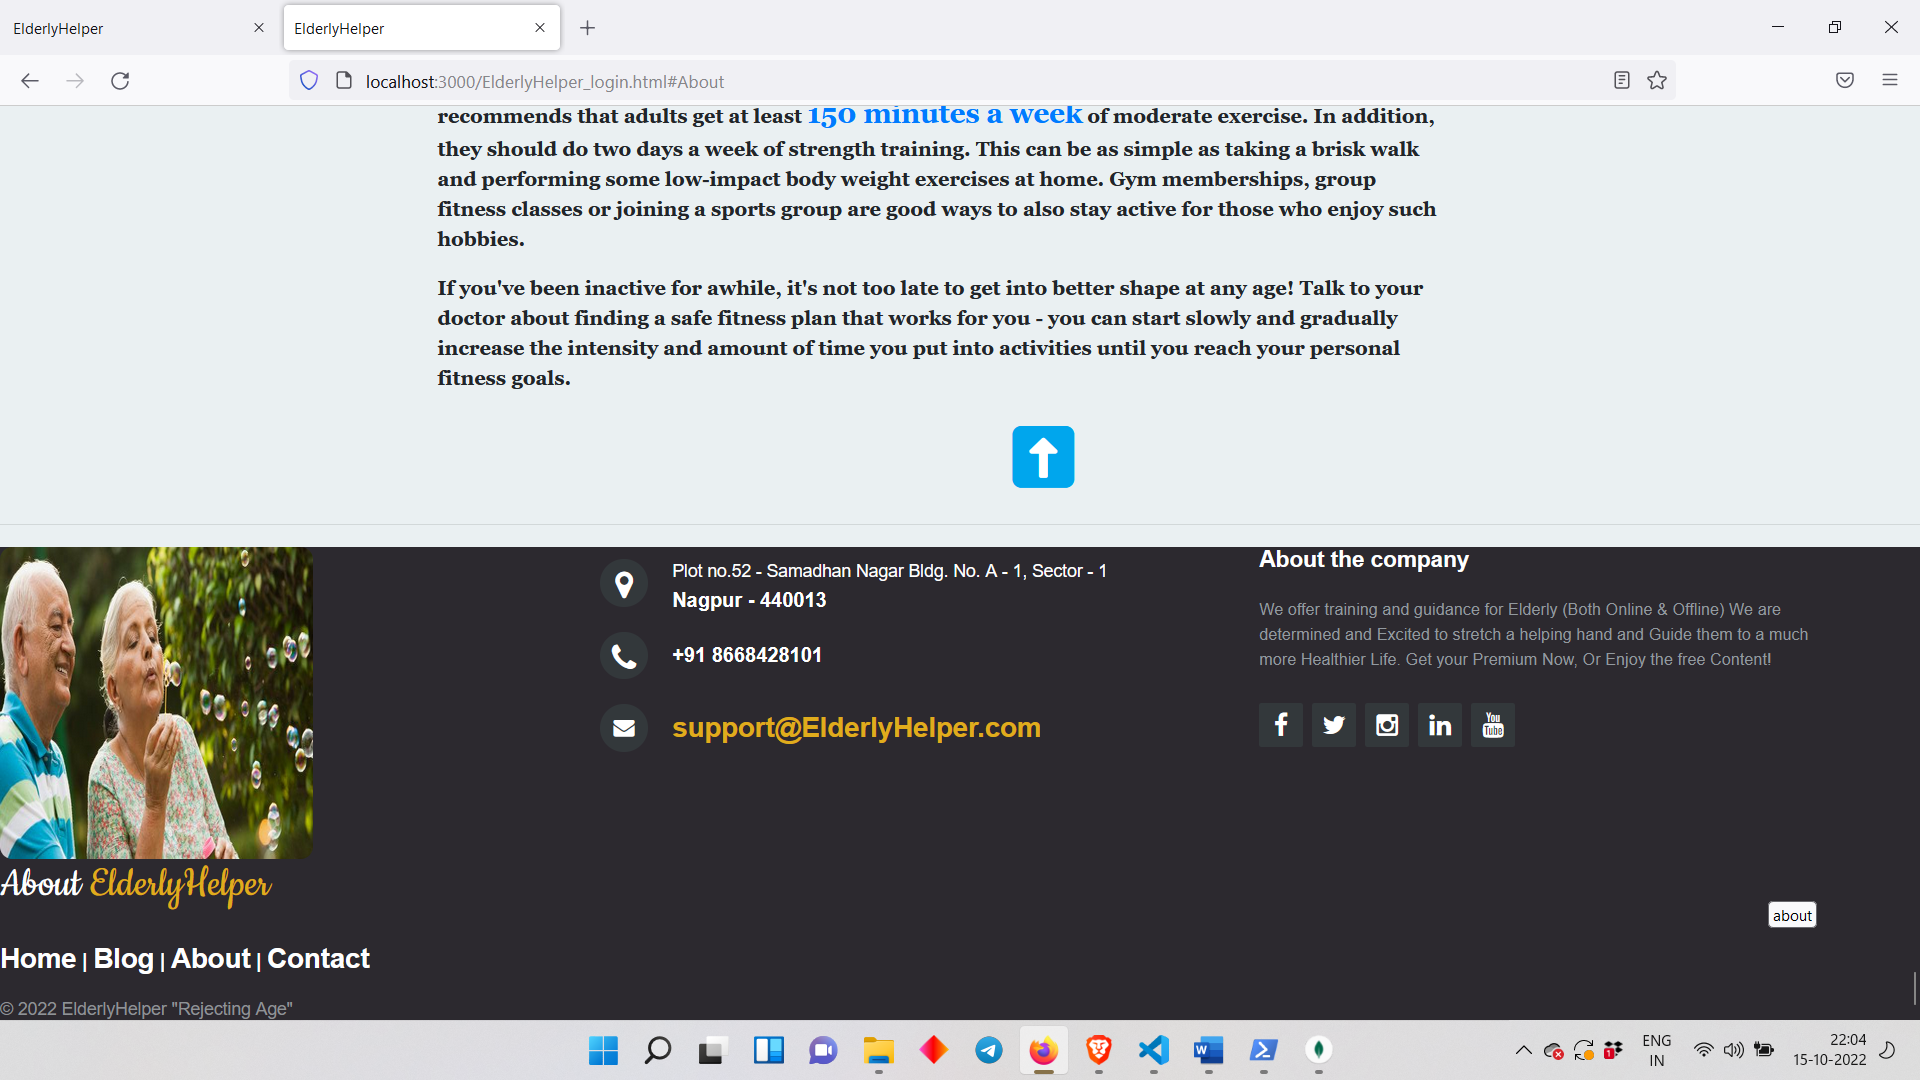 ElderlyHelper
ElderlyHelper
localhost:3000/ElderlyHelper_login.html#About
recommends that adults get at least 150 minutes a week of moderate exercise. In addition,
they should do two days a week of strength training. This can be as simple as taking a brisk walk
and performing some low-impact body weight exercises at home. Gym memberships, group
fitness classes or joining a sports group are good ways to also stay active for those who enjoy such
hobbies.
If you've been inactive for awhile, it's not too late to get into better shape at any age! Talk to your
doctor about finding a safe fitness plan that works for you - you can start slowly and gradually
increase the intensity and amount of time you put into activities until you reach your personal
fitness goals.
About ElderlyHelper
Home | Blog | About | Contact
© 2022 ElderlyHelper "Rejecting Age"
Plot no.52 - Samadhan Nagar Bldg. No. A - 1, Sector - 1
Nagpur - 440013
+91 8668428101
support@ElderlyHelper.com
About the company
We offer training and guidance for Elderly (Both Online & Offline) We are
determined and Excited to stretch a helping hand and Guide them to a much
more Healthier Life. Get your Premium Now, Or Enjoy the free Content!
You
Tube
about
W
1
ENG
IN
22:04
15-10-2022